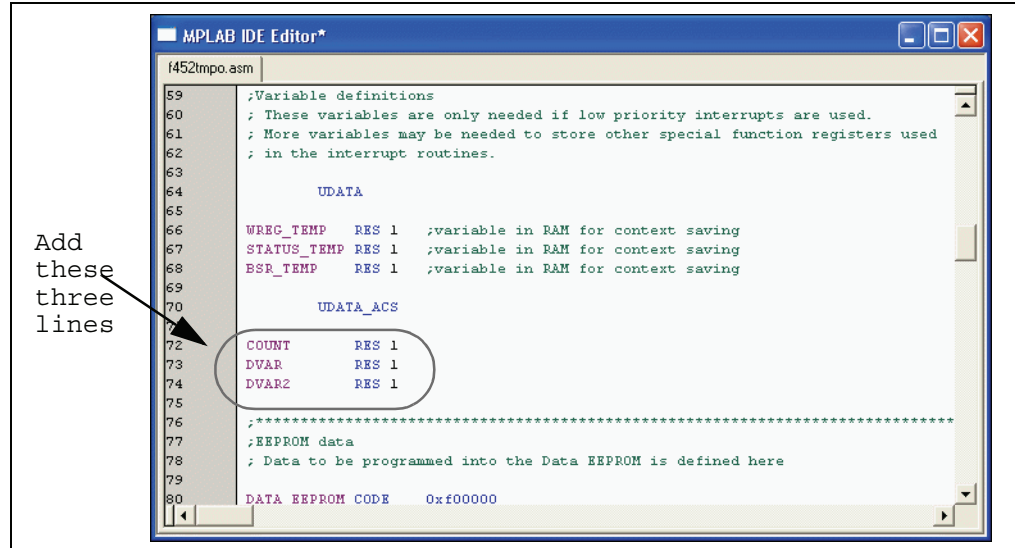 MPLAB IDE Editor*
f452tmpo.asm
59 ;Variable definitions
60 ; These variables are only needed if low priority interrupts are used.
61 ; More variables may be needed to store other special function registers used
62 ; in the interrupt routines.
63
64 UDATA
65
66 WREG_TEMP RES 1 ;variable in RAM for context saving
67 STATUS_TEMP RES 1 ;variable in RAM for context saving
68 BSR_TEMP RES 1 ;variable in RAM for context saving
69
70 UDATA_ACS
72 COUNT RES 1
73 DVAR RES 1
74 DVAR2 RES 1
75
76 ;******************************************************************************
77 ;EEPROM data
78 ; Data to be programmed into the Data EEPROM is defined here
79
80 DATA_EEPROM CODE 0xf00000
Add
these
three
lines